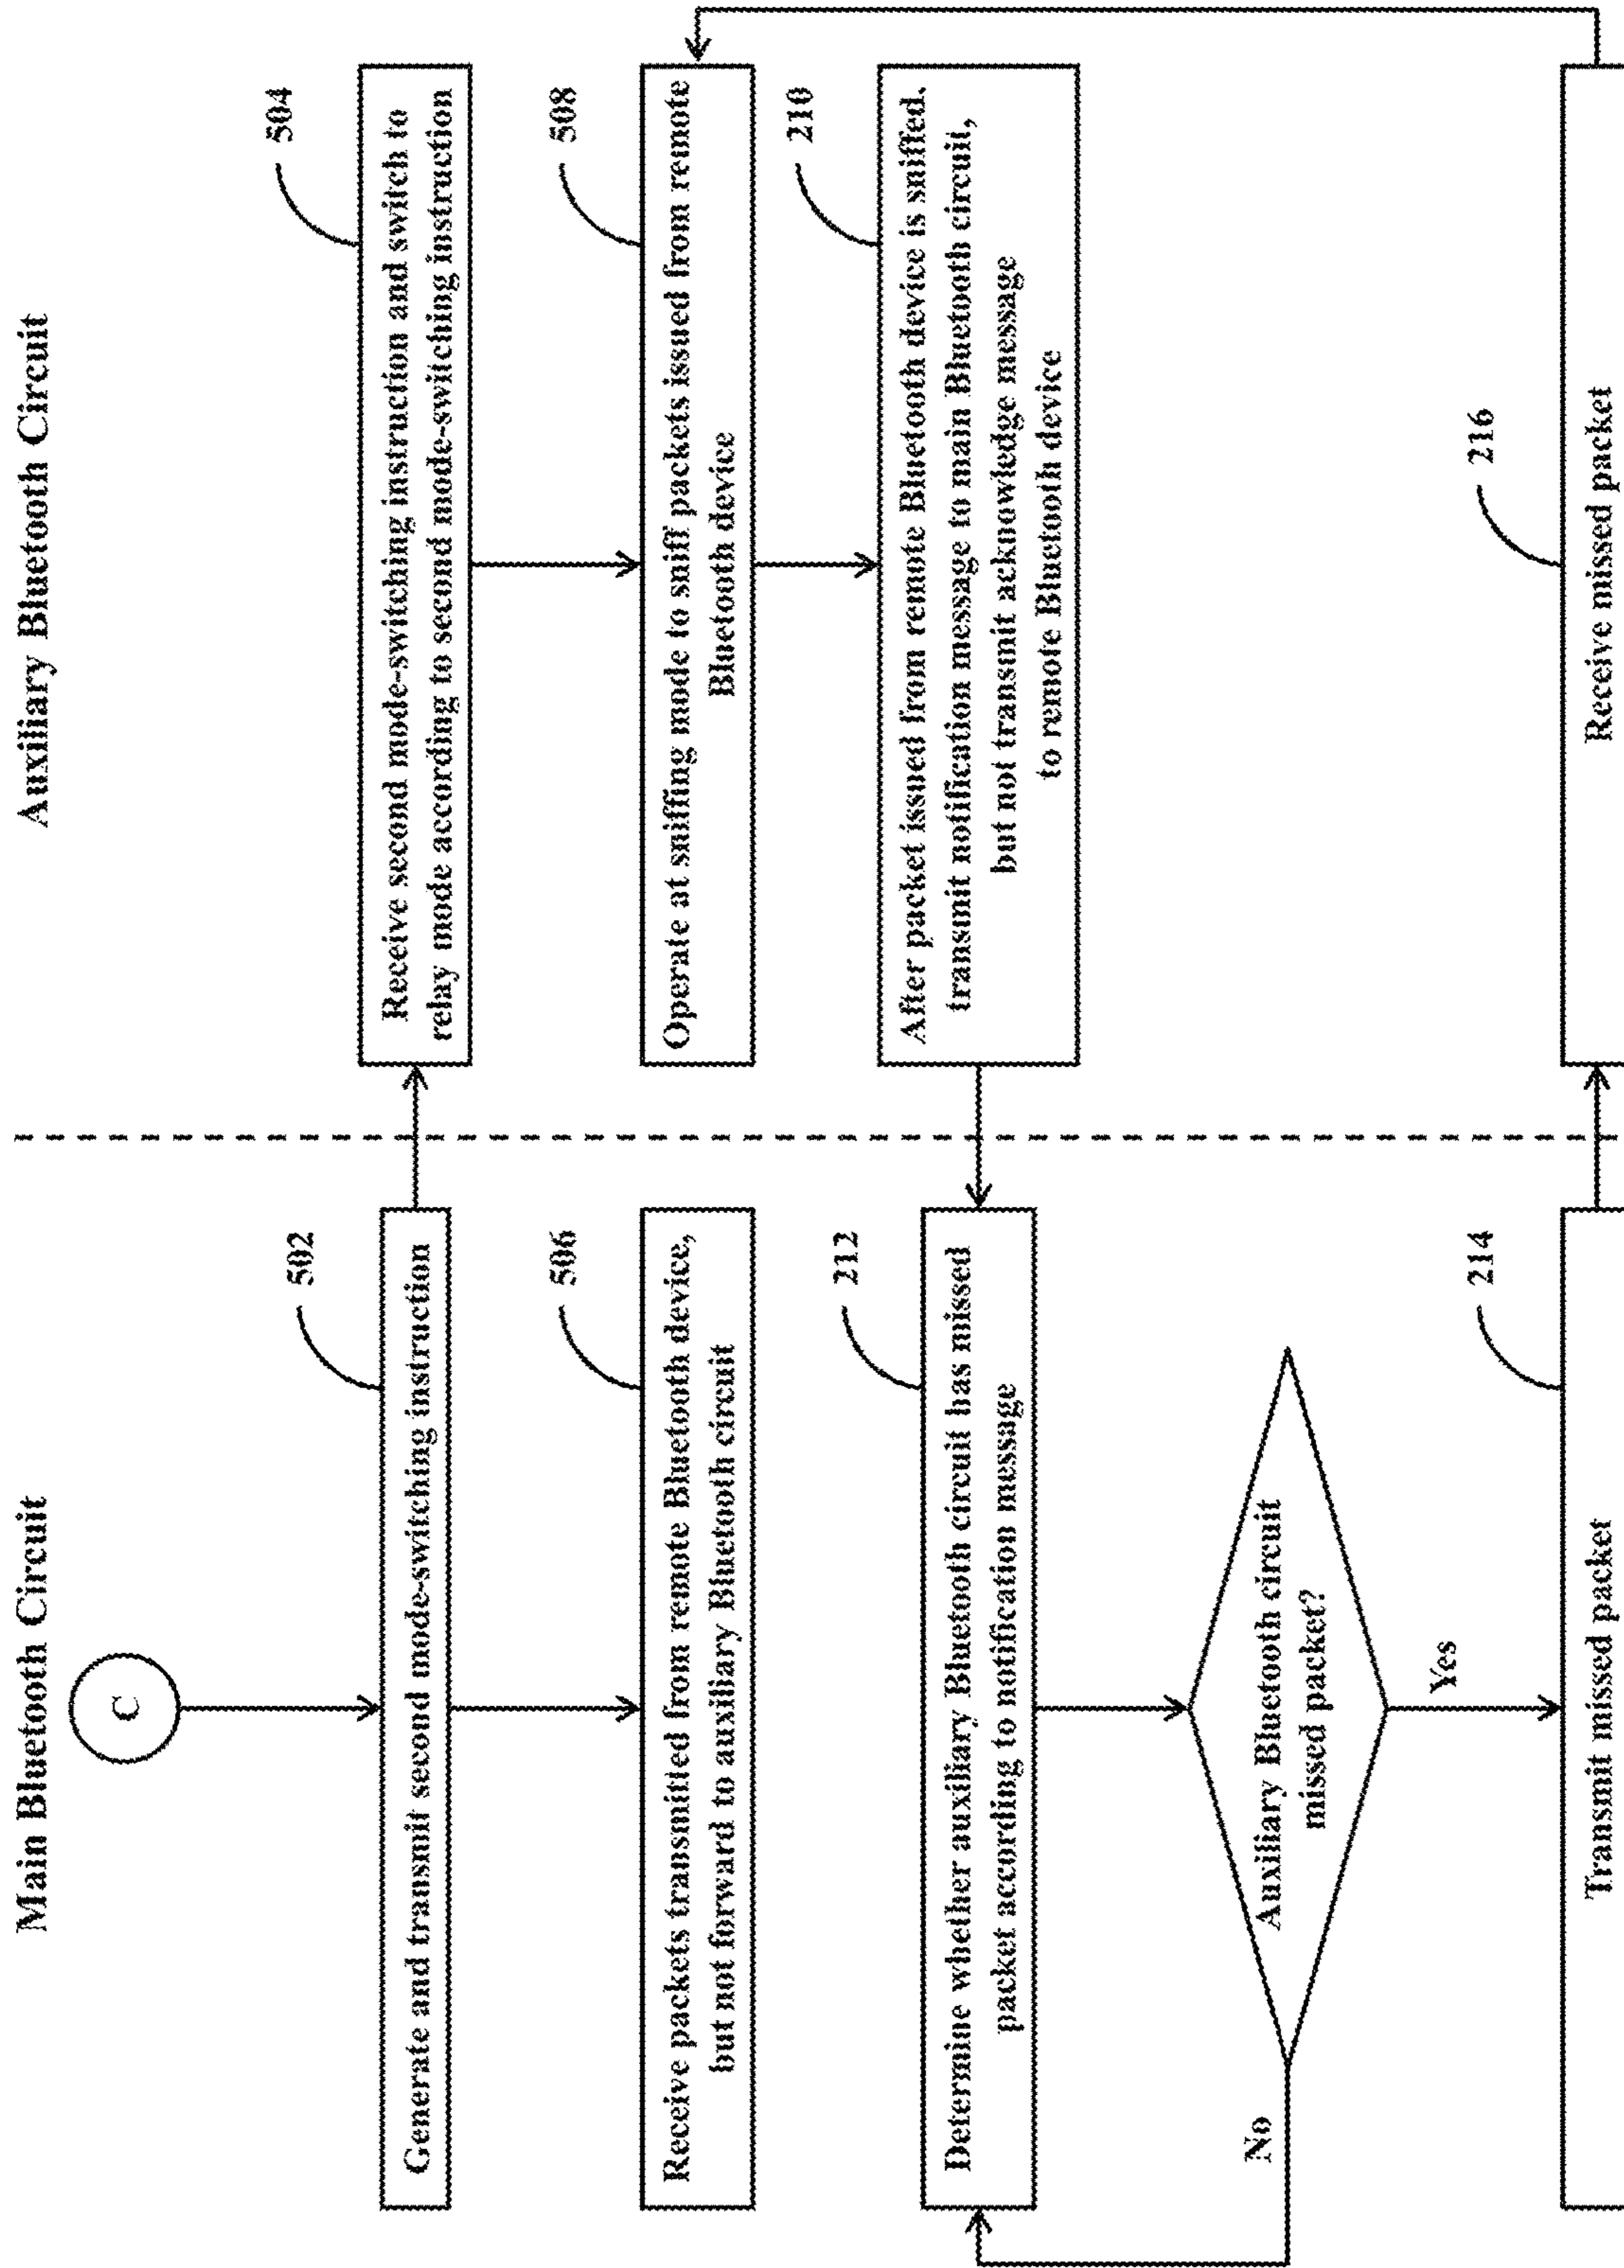 Main Bluetooth Circuit
Auxiliary Bluetooth Circuit
C
502
Generate and transmit second mode-switching instruction
504
Receive second mode-switching instruction and switch to
relay mode according to second mode-switching instruction
506
Receive packets transmitted from remote Bluetooth device,
but not forward to auxiliary Bluetooth circuit
508
Operate at sniffing mode to sniff packets issued from remote
Bluetooth device
210
After packet issued from remote Bluetooth device is sniffed,
transmit notification message to main Bluetooth circuit,
but not transmit acknowledge message
to remote Bluetooth device
212
Determine whether auxiliary Bluetooth circuit has missed
packet according to notification message
Auxiliary Bluetooth circuit
missed packet?
No
Yes
214
Transmit missed packet
216
Receive missed packet